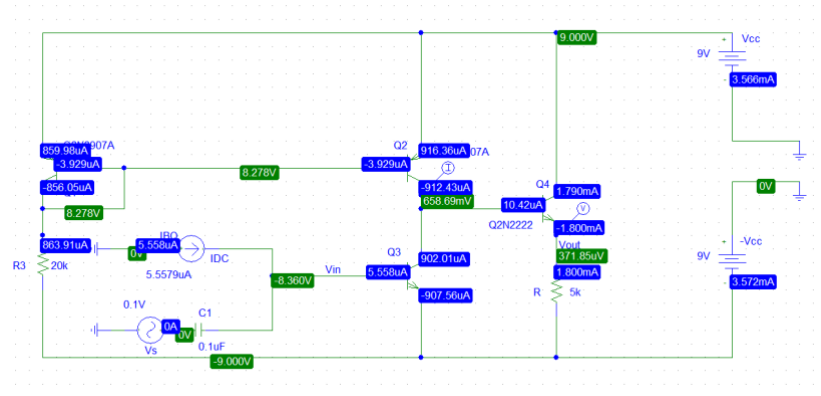 9.000V
Vcc
9V
3.566mA
859.98uA
-3.929uA
-856.05uA
8.278V
8.278V
Q2
916.36uA
07A
-3.929uA
I
-912.43uA
658.69mV
Q4
1.790mA
10.42uA
V
Q2N2222
-1.800mA
Vout
371.85uV
1.800mA
R
5k
0V
-Vcc
9V
3.572mA
863.91uA
R3
20k
IBQ
5.558uA
IDC
5.5579uA
Q3
902.01uA
5.558uA
-907.56uA
-8.360V
Vin
0.1V
C1
0A
0V
Vs
0.1uF
-9.000V